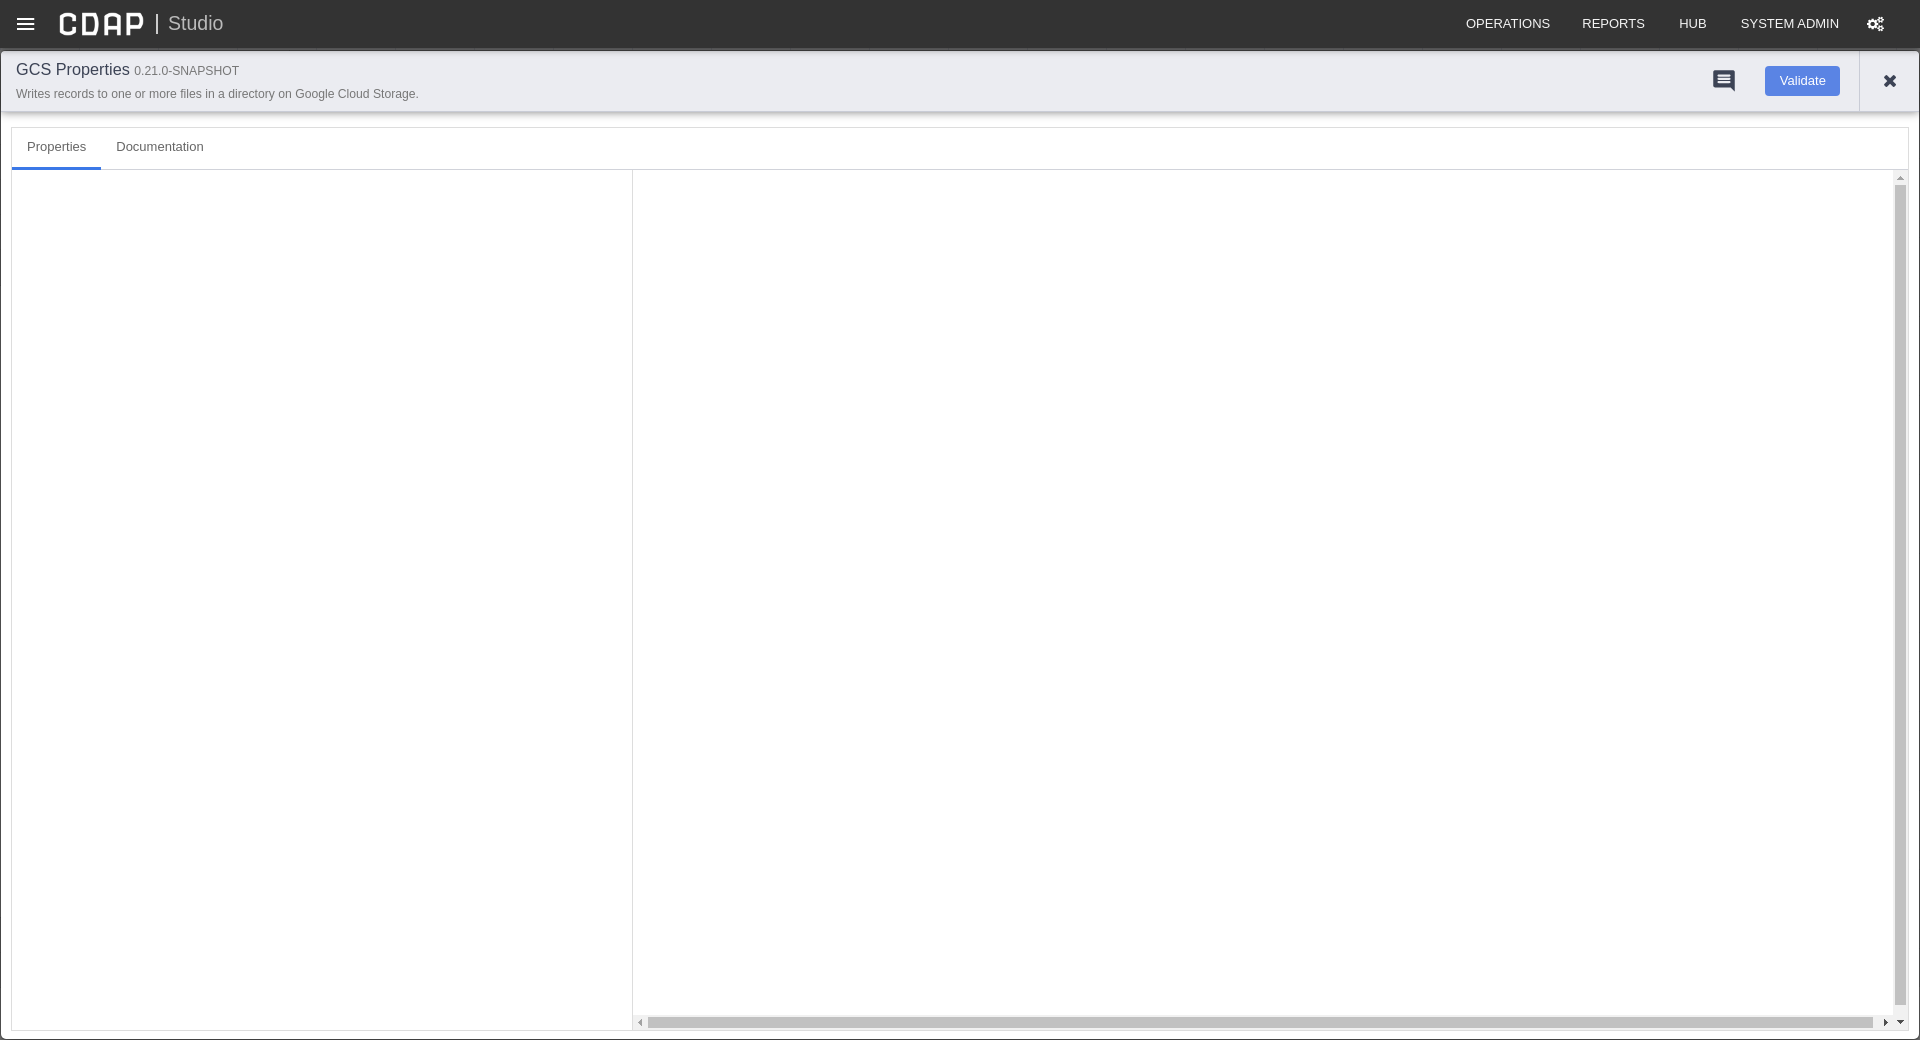 CDAP | Studio
OPERATIONS
REPORTS
HUB
SYSTEM ADMIN
GCS Properties 0.21.0-SNAPSHOT
Writes records to one or more files in a directory on Google Cloud Storage.
Validate
Properties
Documentation